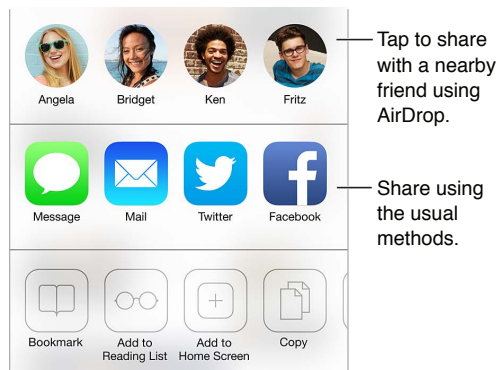 Angela Bridget Ken Fritz
Tap to share
with a nearby
friend using
AirDrop.
Message Mail Twitter Facebook
Share using
the usual
methods.
Bookmark Add to Reading List Add to Home Screen Copy